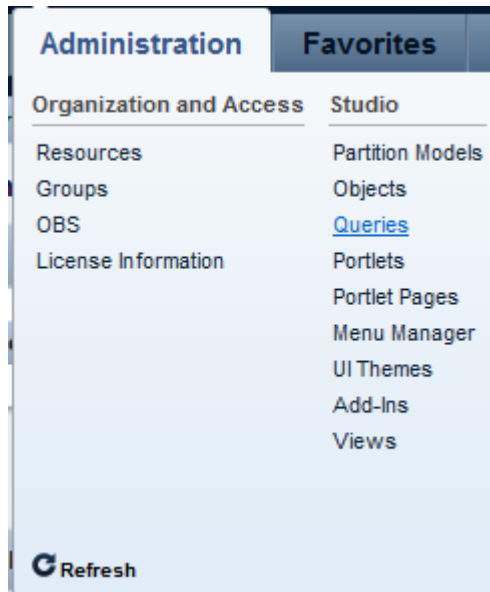 Administration
Favorites
Organization and Access
Resources
Groups
OBS
License Information
Studio
Partition Models
Objects
Queries
Portlets
Portlet Pages
Menu Manager
UI Themes
Add-Ins
Views
Refresh